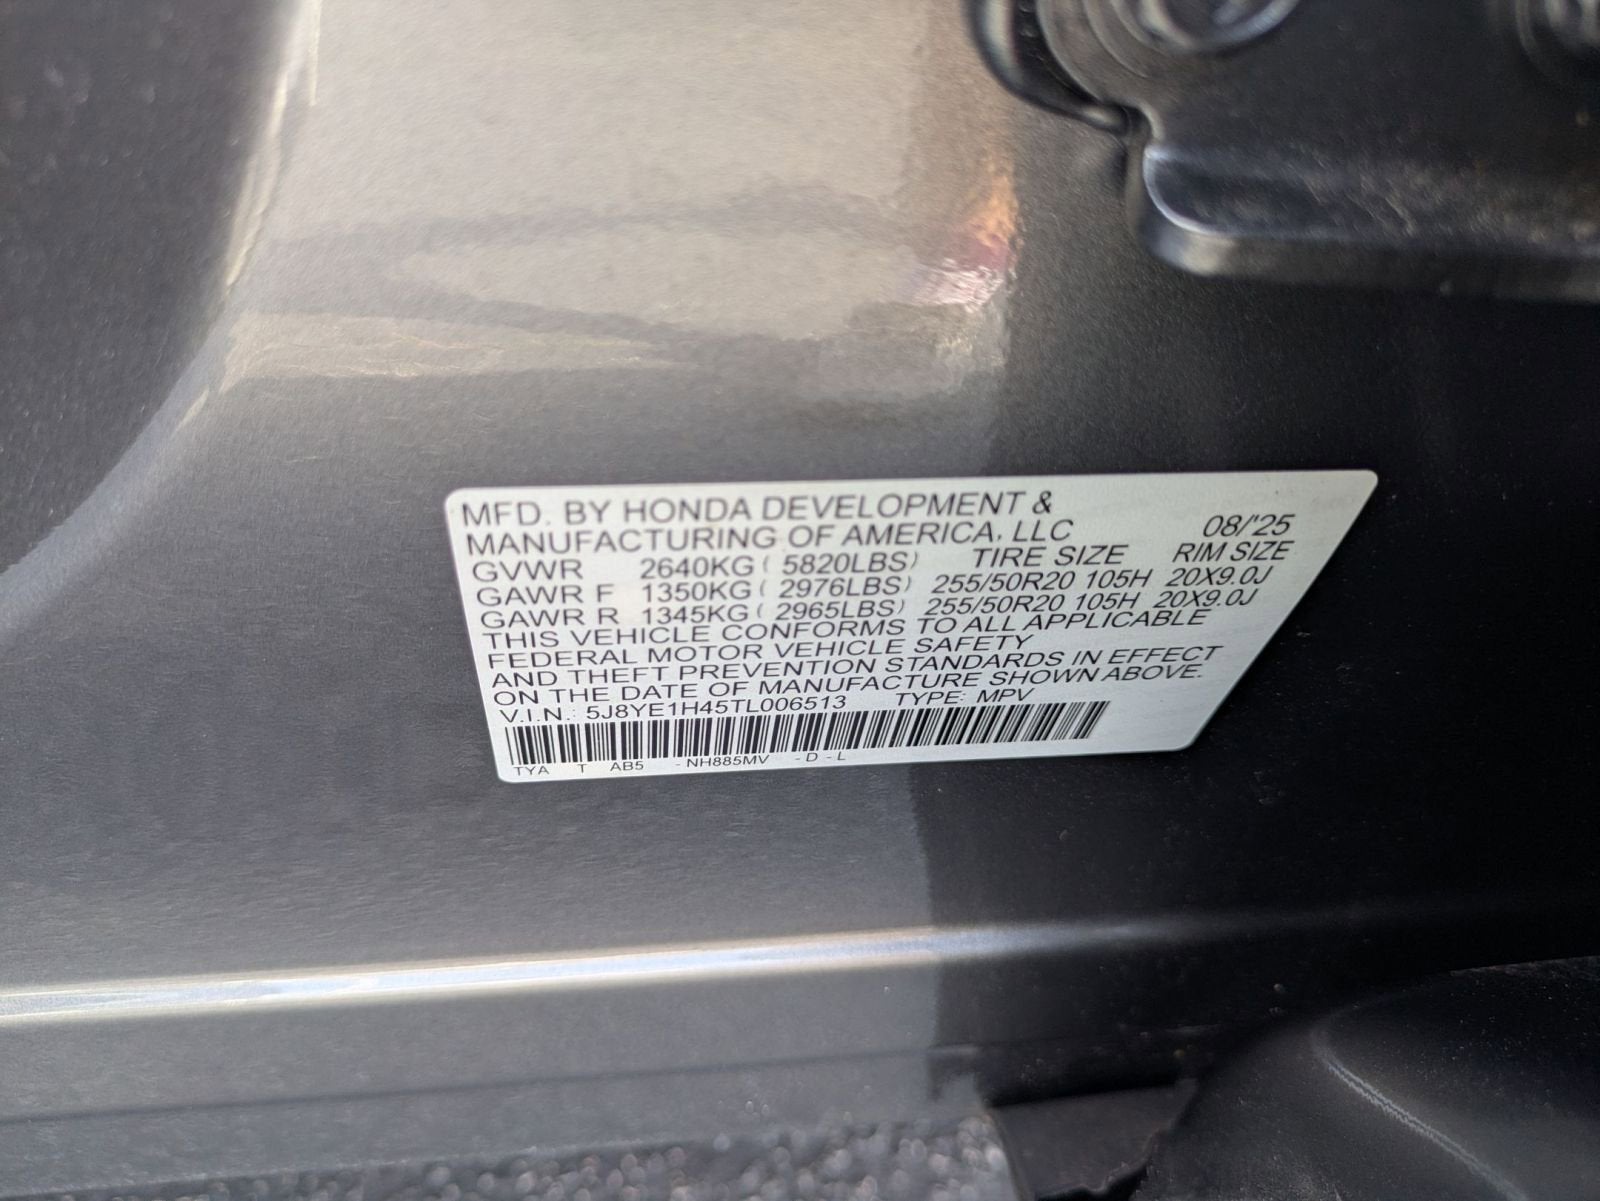 MFD. BY HONDA DEVELOPMENT &
MANUFACTURING OF AMERICA, LLC 08/'25
GVWR 2640KG ( 5820LBS) TIRE SIZE RIM SIZE
GAWR F 1350KG ( 2976LBS) 255/50R20 105H 20X9.0J
GAWR R 1345KG ( 2965LBS) 255/50R20 105H 20X9.0J
THIS VEHICLE CONFORMS TO ALL APPLICABLE
FEDERAL MOTOR VEHICLE SAFETY
AND THEFT PREVENTION STANDARDS IN EFFECT
ON THE DATE OF MANUFACTURE SHOWN ABOVE.
V.I.N.: 5J8YE1H45TL006513 TYPE: MPV
TYA T AB5 - NH885MV - D - L